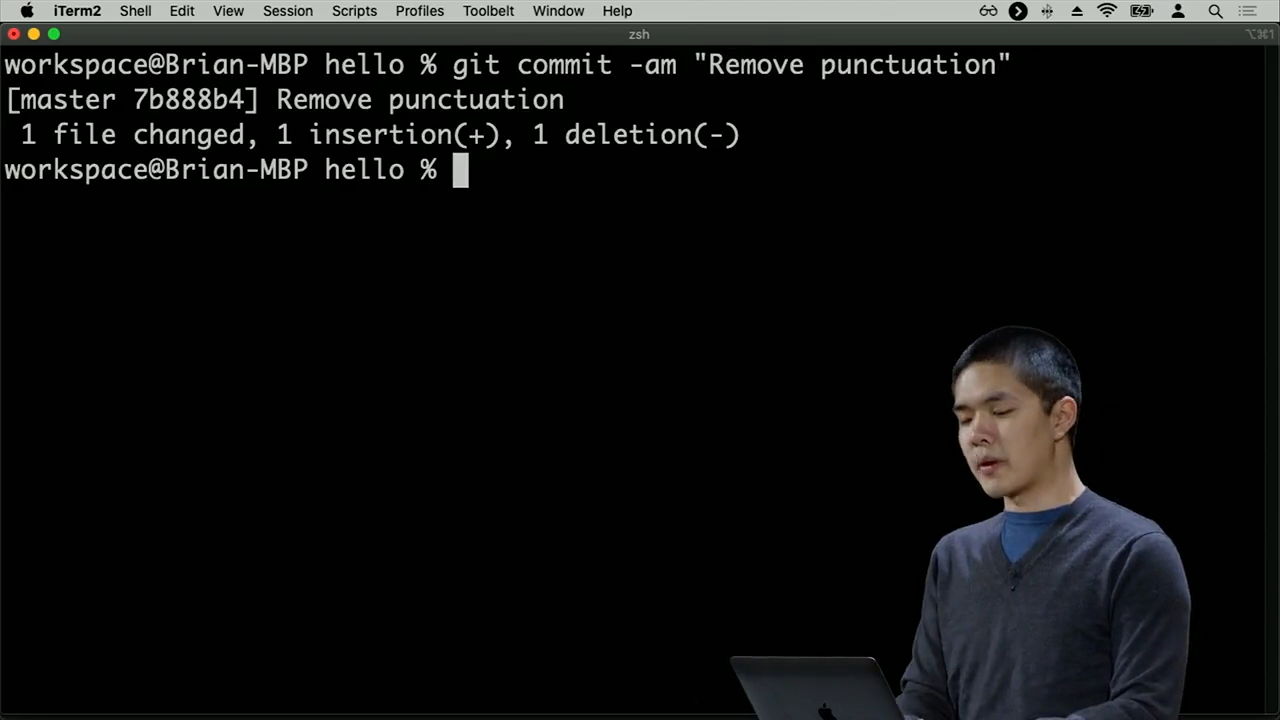 iTerm2 Shell Edit View Session Scripts Profiles Toolbelt Window Help
zsh
⌥⌘1
workspace@Brian-MBP hello % git commit -am "Remove punctuation"
[master 7b888b4] Remove punctuation
 1 file changed, 1 insertion(+), 1 deletion(-)
workspace@Brian-MBP hello %